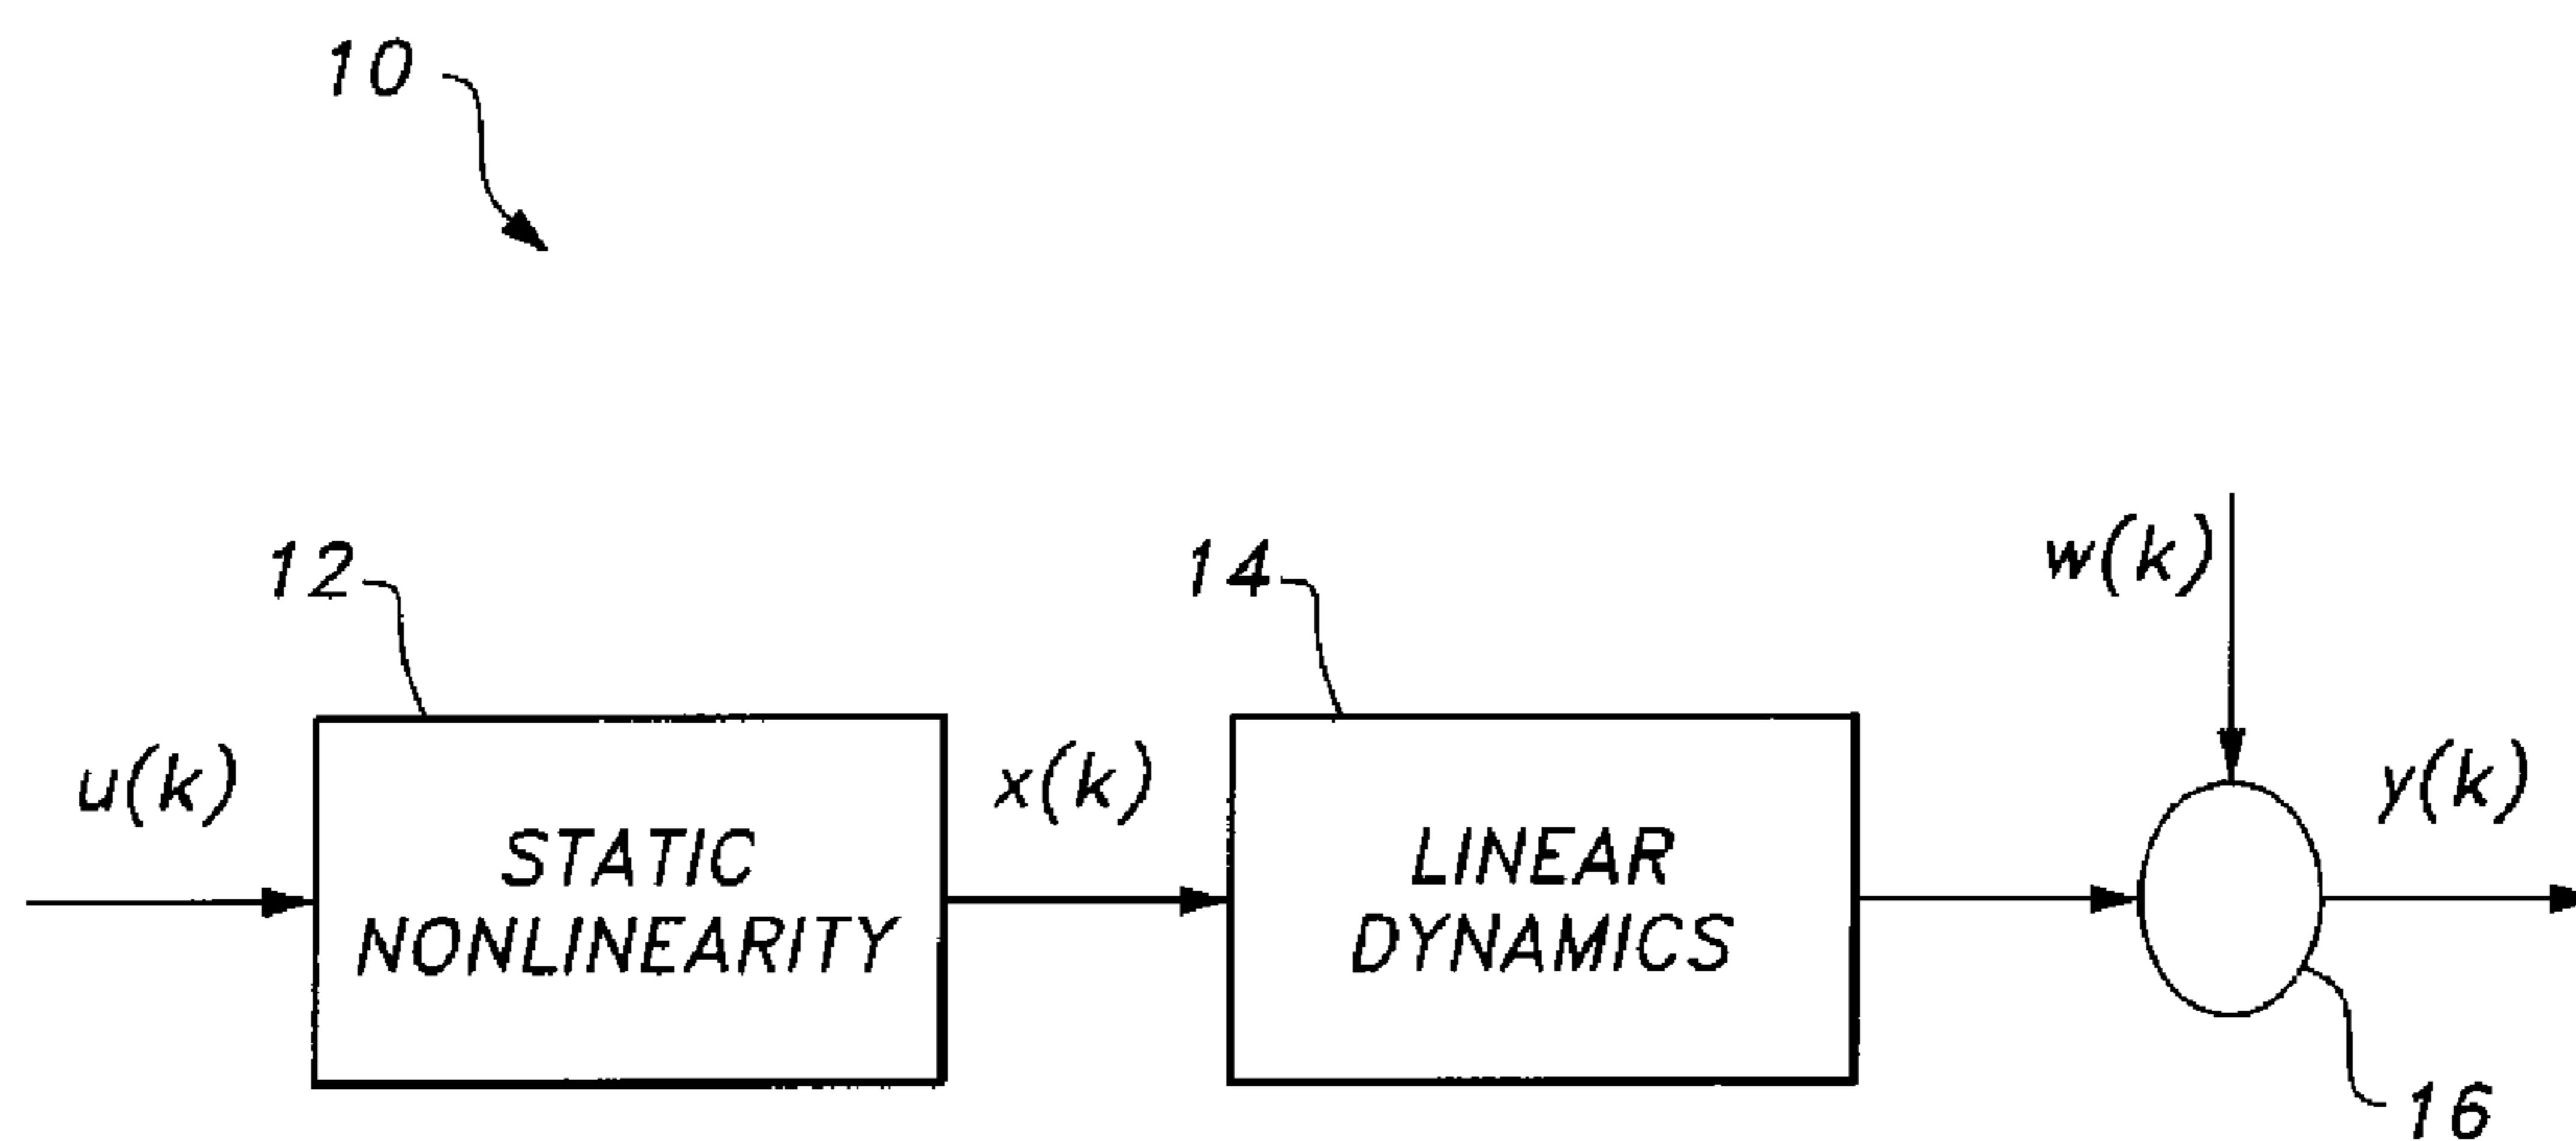 10
12
14
w(k)
u(k)
x(k)
y(k)
STATIC
NONLINEARITY
LINEAR
DYNAMICS
16